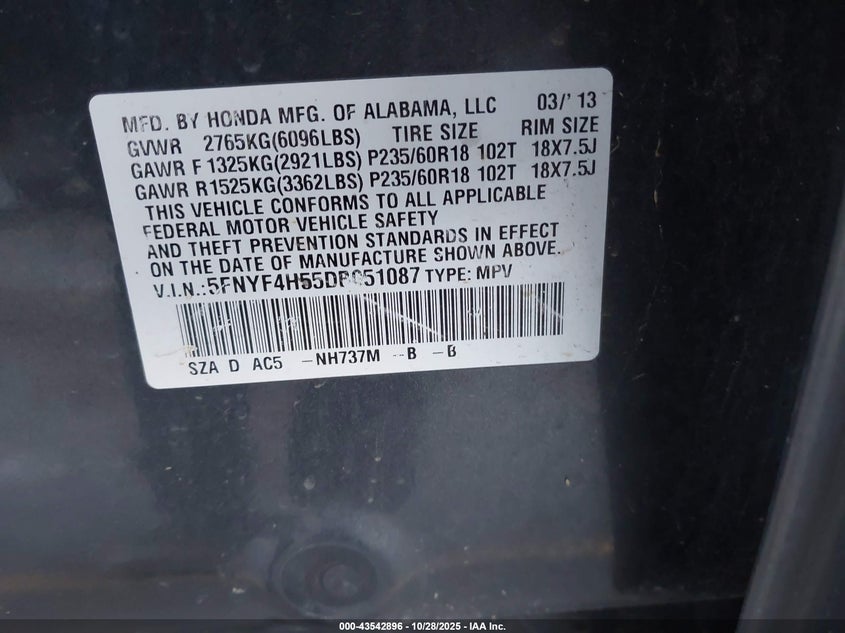 MFD. BY HONDA MFG. OF ALABAMA, LLC 03/'13
GVWR 2765KG(6096LBS) TIRE SIZE RIM SIZE
GAWR F 1325KG(2921LBS) P235/60R18 102T 18X7.5J
GAWR R1525KG(3362LBS) P235/60R18 102T 18X7.5J
THIS VEHICLE CONFORMS TO ALL APPLICABLE
FEDERAL MOTOR VEHICLE SAFETY
AND THEFT PREVENTION STANDARDS IN EFFECT
ON THE DATE OF MANUFACTURE SHOWN ABOVE.
V.I.N.:5FNYF4H55DB051087 TYPE: MPV
SZA D AC5 -NH737M --B -B
000-43542896 | 10/28/2025 | IAA Inc.